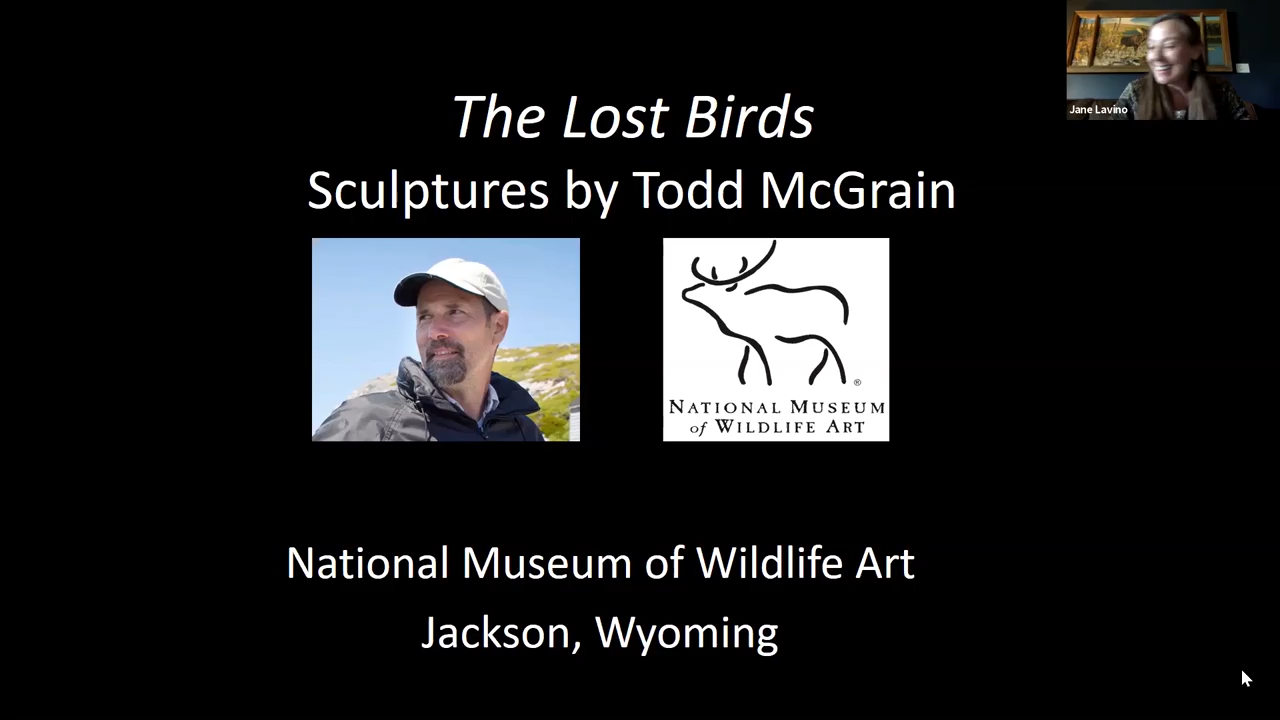 The Lost Birds
Sculptures by Todd McGrain
Jane Lavino
®
NATIONAL MUSEUM
of WILDLIFE ART
National Museum of Wildlife Art
Jackson, Wyoming